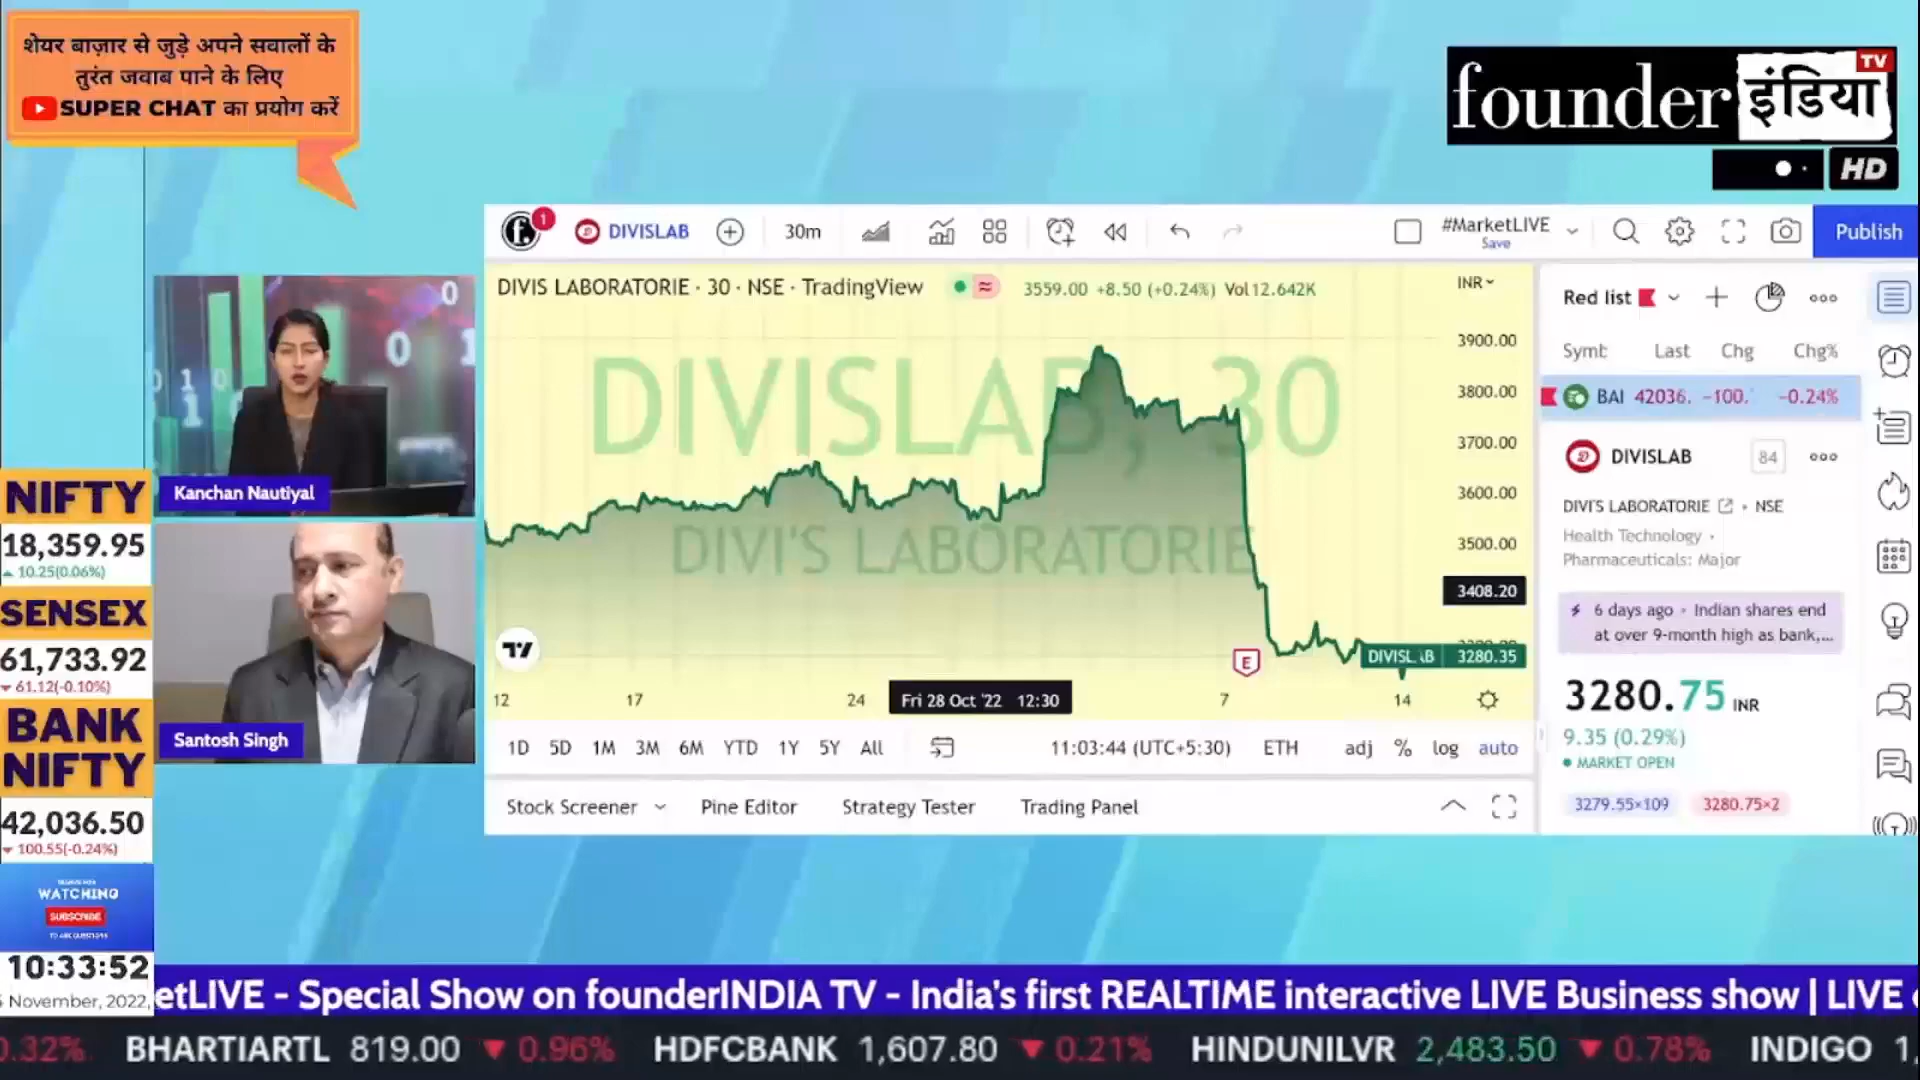 शेयर बाज़ार से जुड़े अपने सवालों के
तुरंत जवाब पाने के लिए
SUPER CHAT का प्रयोग करें
founder इंडिया TV
HD
1
DIVISLAB
30m
#MarketLIVE
Save
Publish
DIVIS LABORATORIE · 30 · NSE · TradingView
3559.00 +8.50 (+0.24%) Vol 12.642K
INR
DIVISLAB, 30
DIVI'S LABORATORIE
3900.00
3800.00
3700.00
3600.00
3500.00
3408.20
3280.35
E
12
17
24
Fri 28 Oct '22 12:30
7
14
1D 5D 1M 3M 6M YTD 1Y 5Y All
11:03:44 (UTC+5:30) ETH adj % log auto
Stock Screener Pine Editor Strategy Tester Trading Panel
Red list
Last Chg Chg%
BAI 42036. −100. −0.24%
DIVISLAB 84
DIVI'S LABORATORIE · NSE
Health Technology ·
Pharmaceuticals: Major
6 days ago · Indian shares end
at over 9-month high as bank,...
3280.75 INR
9.35 (0.29%)
MARKET OPEN
3279.55×109 3280.75×2
Kanchan Nautiyal
Santosh Singh
NIFTY
18,359.95
10.25(0.06%)
SENSEX
61,733.92
61.12(-0.10%)
BANK
NIFTY
42,036.50
100.55(-0.24%)
WATCHING
SUBSCRIBE
TO ASK QUESTIONS
10:33:52
November, 2022,
etLIVE - Special Show on founderINDIA TV - India's first REALTIME interactive LIVE Business show | LIVE
0.32% BHARTIARTL 819.00 0.96% HDFCBANK 1,607.80 0.21% HINDUNILVR 2,483.50 0.78% INDIGO 1,